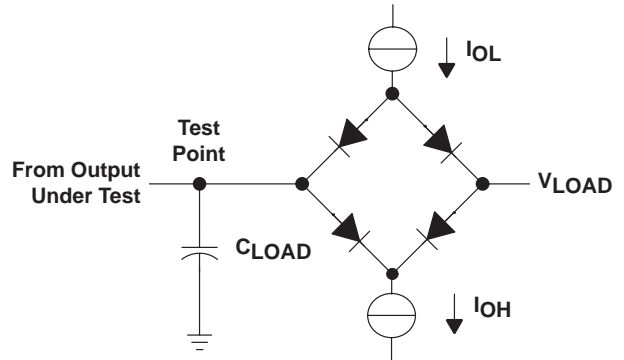 IOL
Test
Point
From Output
Under Test
VLOAD
CLOAD
IOH